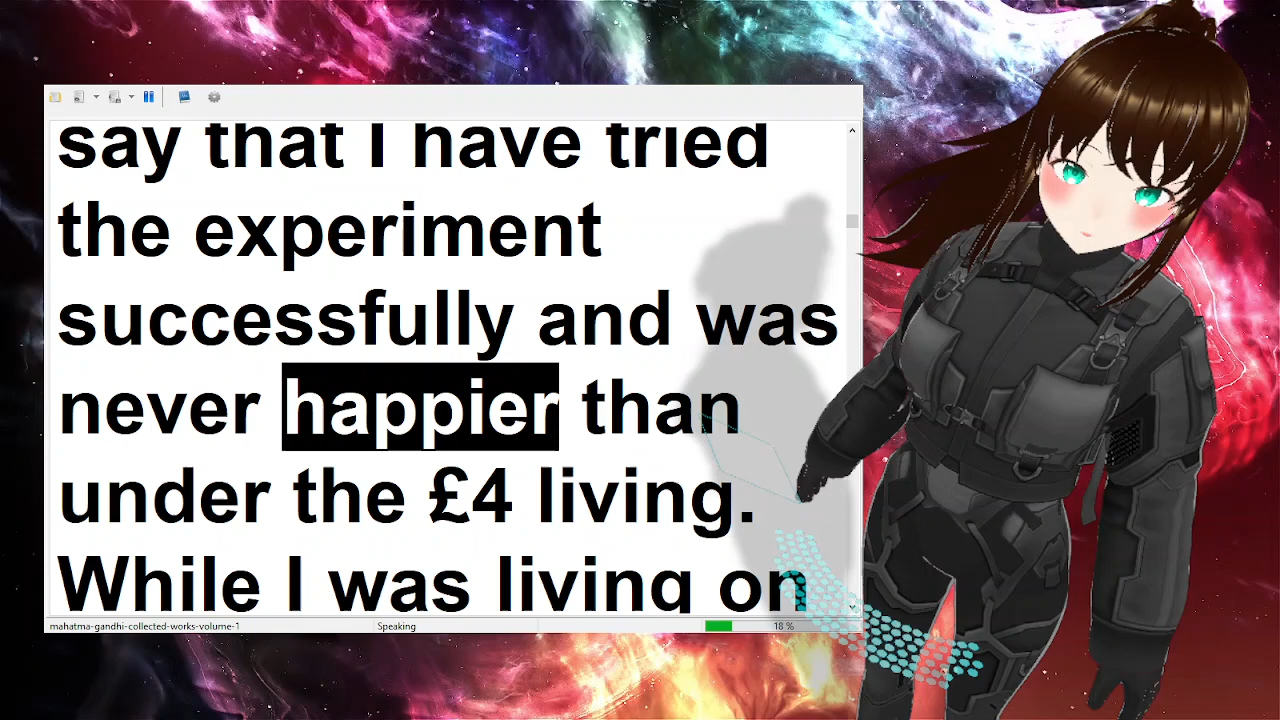 say that I have tried
the experiment
successfully and was
never happier than
under the £4 living.
While I was living on
mahatma-gandhi-collected-works-volume-1
Speaking
18 %